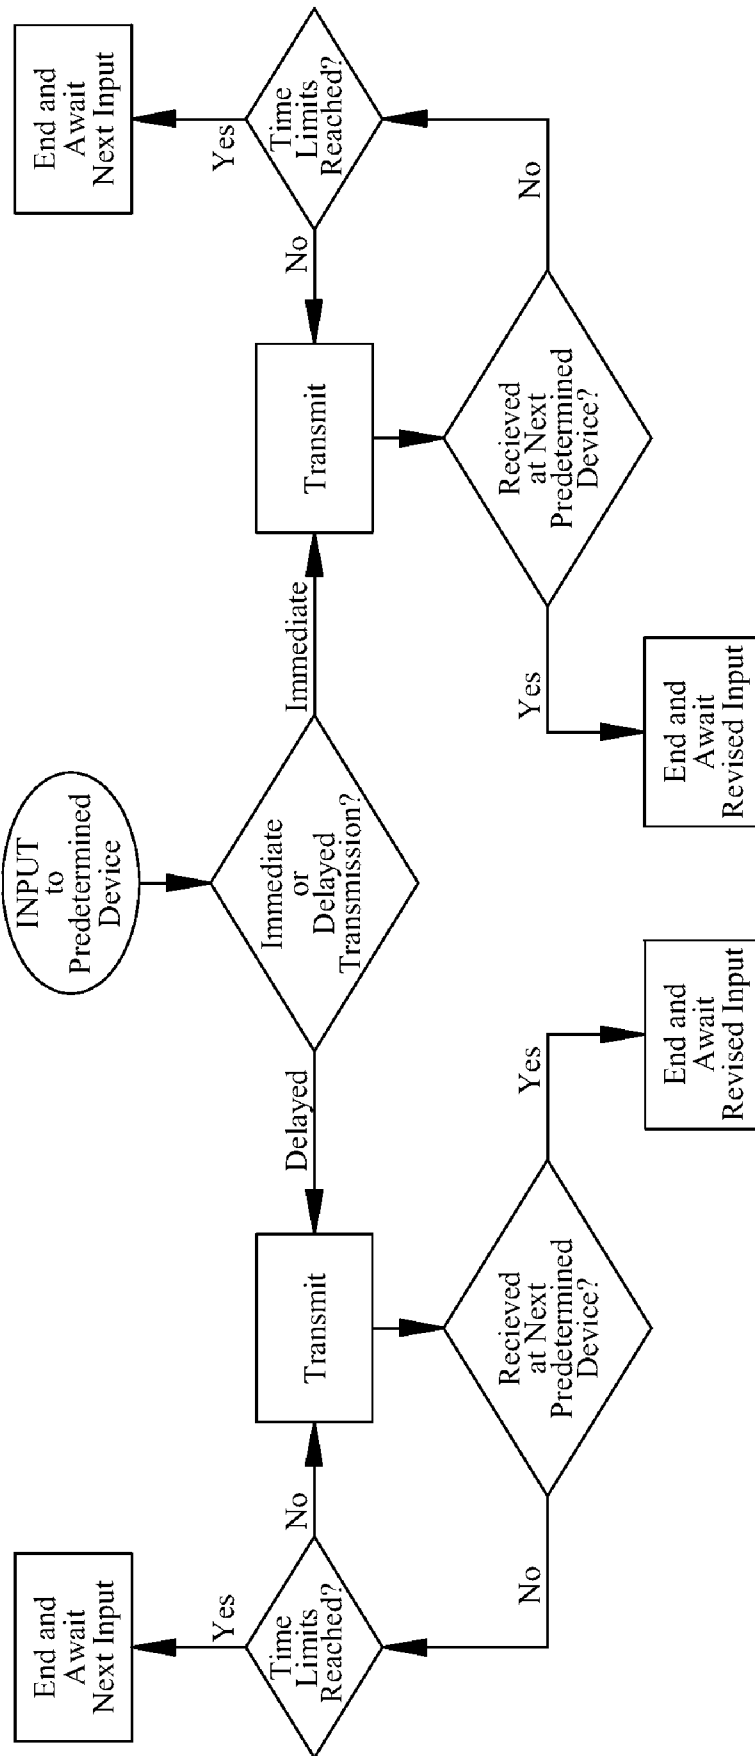 INPUT
to
Predetermined
Device
Immediate
or
Delayed
Transmission?
Delayed
Immediate
Transmit
Recieved
at Next
Predetermined
Device?
No
Yes
Time
Limits
Reached?
No
Yes
End and
Await
Next Input
End and
Await
Revised Input
Transmit
Recieved
at Next
Predetermined
Device?
Yes
No
Time
Limits
Reached?
No
Yes
End and
Await
Next Input
End and
Await
Revised Input